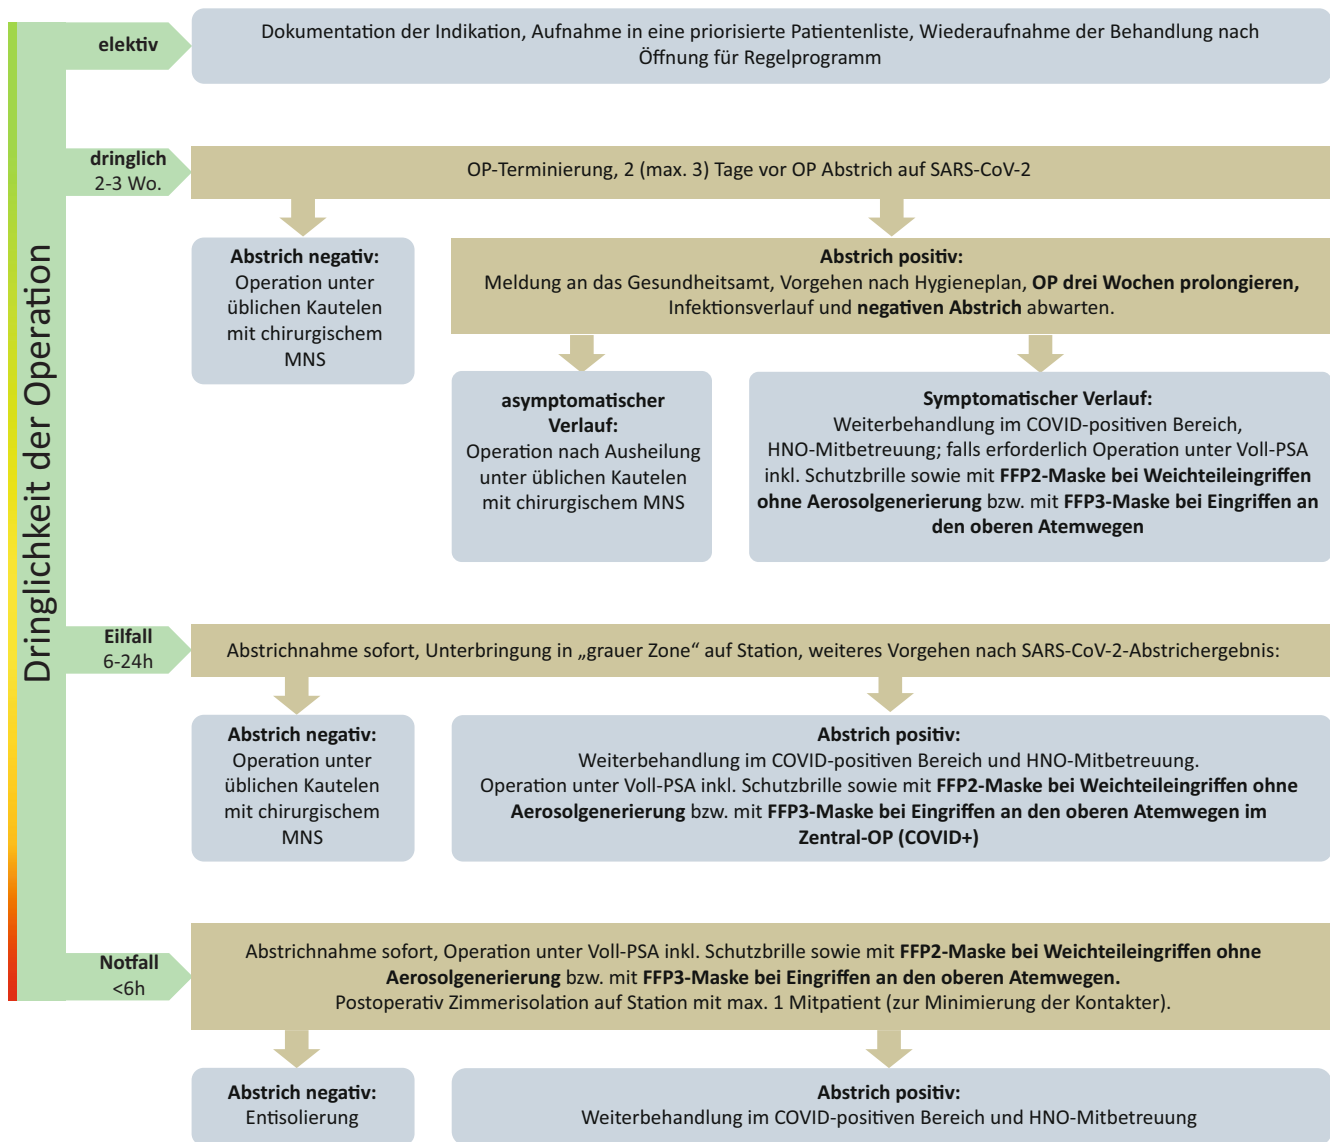 Dringlichkeit der Operation
elektiv
Dokumentation der Indikation, Aufnahme in eine priorisierte Patientenliste, Wiederaufnahme der Behandlung nach
Öffnung für Regelprogramm
dringlich
2-3 Wo.
OP-Terminierung, 2 (max. 3) Tage vor OP Abstrich auf SARS-CoV-2
Abstrich negativ:
Operation unter
üblichen Kautelen
mit chirurgischem
MNS
Abstrich positiv:
Meldung an das Gesundheitsamt, Vorgehen nach Hygieneplan, OP drei Wochen prolongieren,
Infektionsverlauf und negativen Abstrich abwarten.
asymptomatischer
Verlauf:
Operation nach Ausheilung
unter üblichen Kautelen
mit chirurgischem MNS
Symptomatischer Verlauf:
Weiterbehandlung im COVID-positiven Bereich,
HNO-Mitbetreuung; falls erforderlich Operation unter Voll-PSA
inkl. Schutzbrille sowie mit FFP2-Maske bei Weichteileingriffen
ohne Aerosolgenerierung bzw. mit FFP3-Maske bei Eingriffen an
den oberen Atemwegen
Eilfall
6-24h
Abstrichnahme sofort, Unterbringung in „grauer Zone“ auf Station, weiteres Vorgehen nach SARS-CoV-2-Abstrichergebnis:
Abstrich negativ:
Operation unter
üblichen Kautelen
mit chirurgischem
MNS
Abstrich positiv:
Weiterbehandlung im COVID-positiven Bereich und HNO-Mitbetreuung.
Operation unter Voll-PSA inkl. Schutzbrille sowie mit FFP2-Maske bei Weichteileingriffen ohne
Aerosolgenerierung bzw. mit FFP3-Maske bei Eingriffen an den oberen Atemwegen im
Zentral-OP (COVID+)
Notfall
<6h
Abstrichnahme sofort, Operation unter Voll-PSA inkl. Schutzbrille sowie mit FFP2-Maske bei Weichteileingriffen ohne
Aerosolgenerierung bzw. mit FFP3-Maske bei Eingriffen an den oberen Atemwegen.
Postoperativ Zimmerisolation auf Station mit max. 1 Mitpatient (zur Minimierung der Kontakter).
Abstrich negativ:
Entisolierung
Abstrich positiv:
Weiterbehandlung im COVID-positiven Bereich und HNO-Mitbetreuung